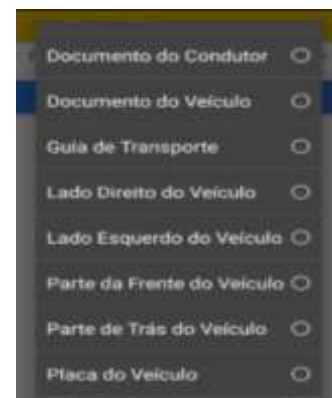 Documento do Condutor
Documento do Veículo
Guia de Transporte
Lado Direito do Veículo
Lado Esquerdo do Veículo
Parte da Frente do Veículo
Parte de Trás do Veículo
Placa do Veículo